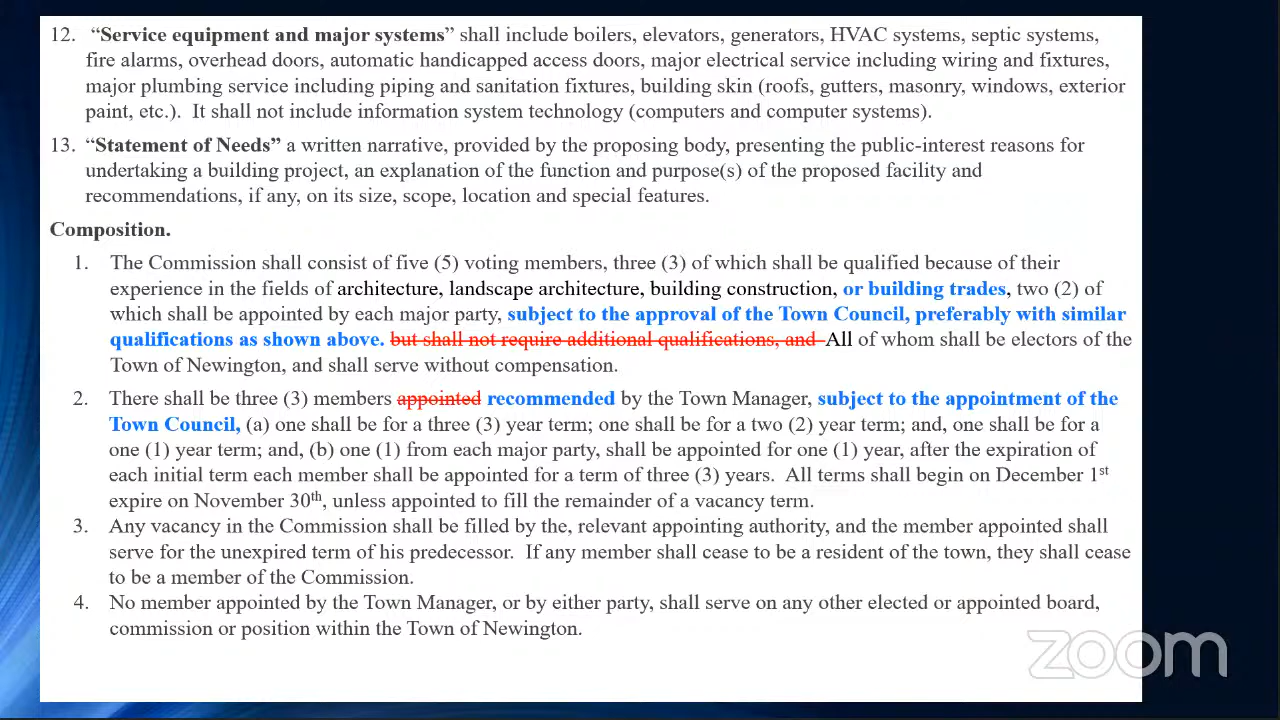 12. “Service equipment and major systems” shall include boilers, elevators, generators, HVAC systems, septic systems,
fire alarms, overhead doors, automatic handicapped access doors, major electrical service including wiring and fixtures,
major plumbing service including piping and sanitation fixtures, building skin (roofs, gutters, masonry, windows, exterior
paint, etc.). It shall not include information system technology (computers and computer systems).
13. “Statement of Needs” a written narrative, provided by the proposing body, presenting the public-interest reasons for
undertaking a building project, an explanation of the function and purpose(s) of the proposed facility and
recommendations, if any, on its size, scope, location and special features.
Composition.
1. The Commission shall consist of five (5) voting members, three (3) of which shall be qualified because of their
experience in the fields of architecture, landscape architecture, building construction, or building trades, two (2) of
which shall be appointed by each major party, subject to the approval of the Town Council, preferably with similar
qualifications as shown above. but shall not require additional qualifications, and All of whom shall be electors of the
Town of Newington, and shall serve without compensation.
2. There shall be three (3) members appointed recommended by the Town Manager, subject to the appointment of the
Town Council, (a) one shall be for a three (3) year term; one shall be for a two (2) year term; and, one shall be for a
one (1) year term; and, (b) one (1) from each major party, shall be appointed for one (1) year, after the expiration of
each initial term each member shall be appointed for a term of three (3) years. All terms shall begin on December 1st
expire on November 30th, unless appointed to fill the remainder of a vacancy term.
3. Any vacancy in the Commission shall be filled by the, relevant appointing authority, and the member appointed shall
serve for the unexpired term of his predecessor. If any member shall cease to be a resident of the town, they shall cease
to be a member of the Commission.
4. No member appointed by the Town Manager, or by either party, shall serve on any other elected or appointed board,
commission or position within the Town of Newington.
zoom